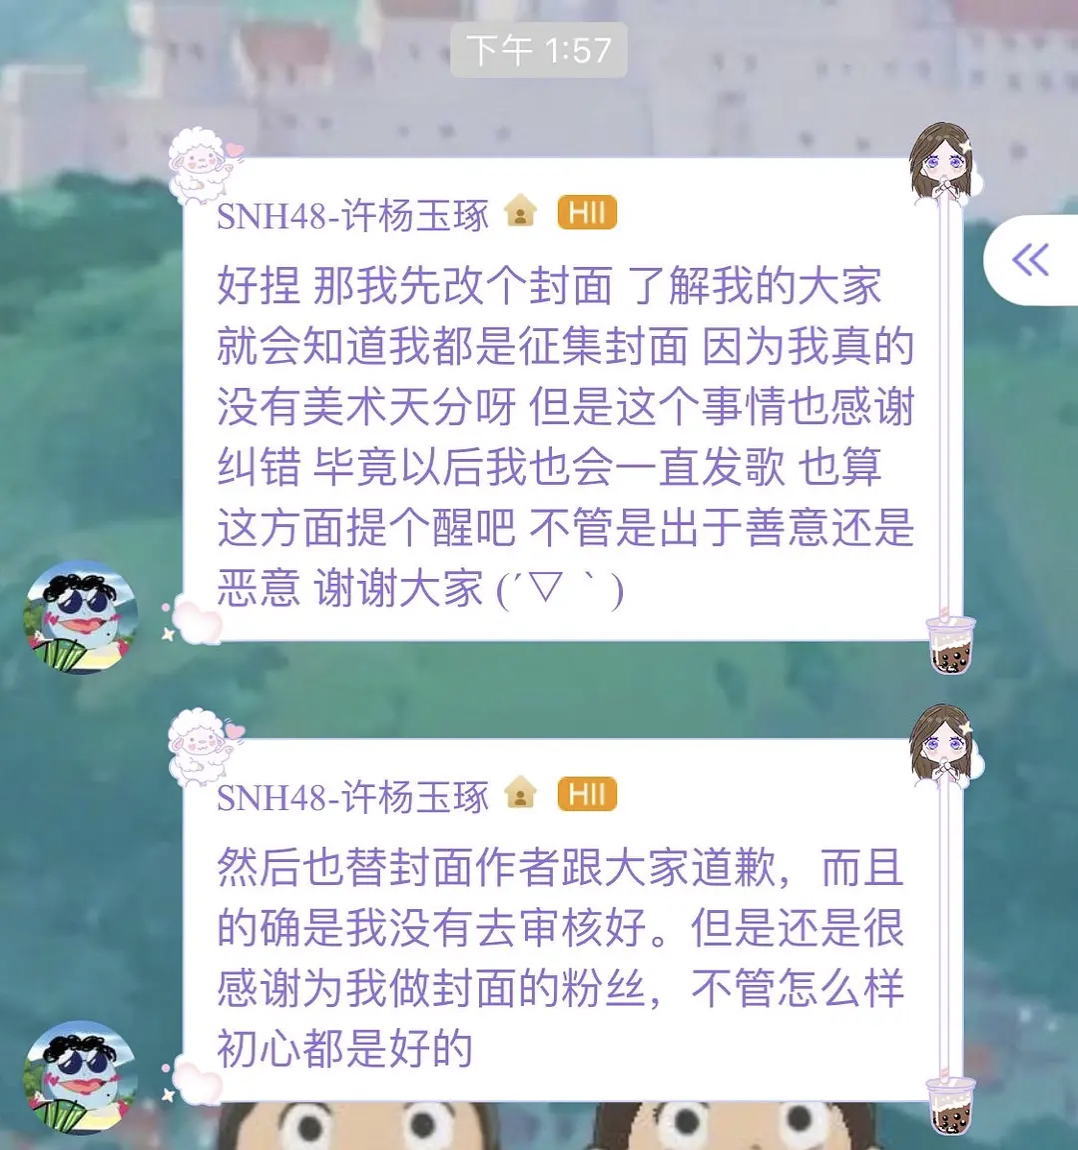 下午 1:57
SNH48-许杨玉琢 HII
好捏 那我先改个封面 了解我的大家
就会知道我都是征集封面 因为我真的
没有美术天分呀 但是这个事情也感谢
纠错 毕竟以后我也会一直发歌 也算
这方面提个醒吧 不管是出于善意还是
恶意 谢谢大家 (´▽｀)
SNH48-许杨玉琢 HII
然后也替封面作者跟大家道歉，而且
的确是我没有去审核好。但是还是很
感谢为我做封面的粉丝，不管怎么样
初心都是好的